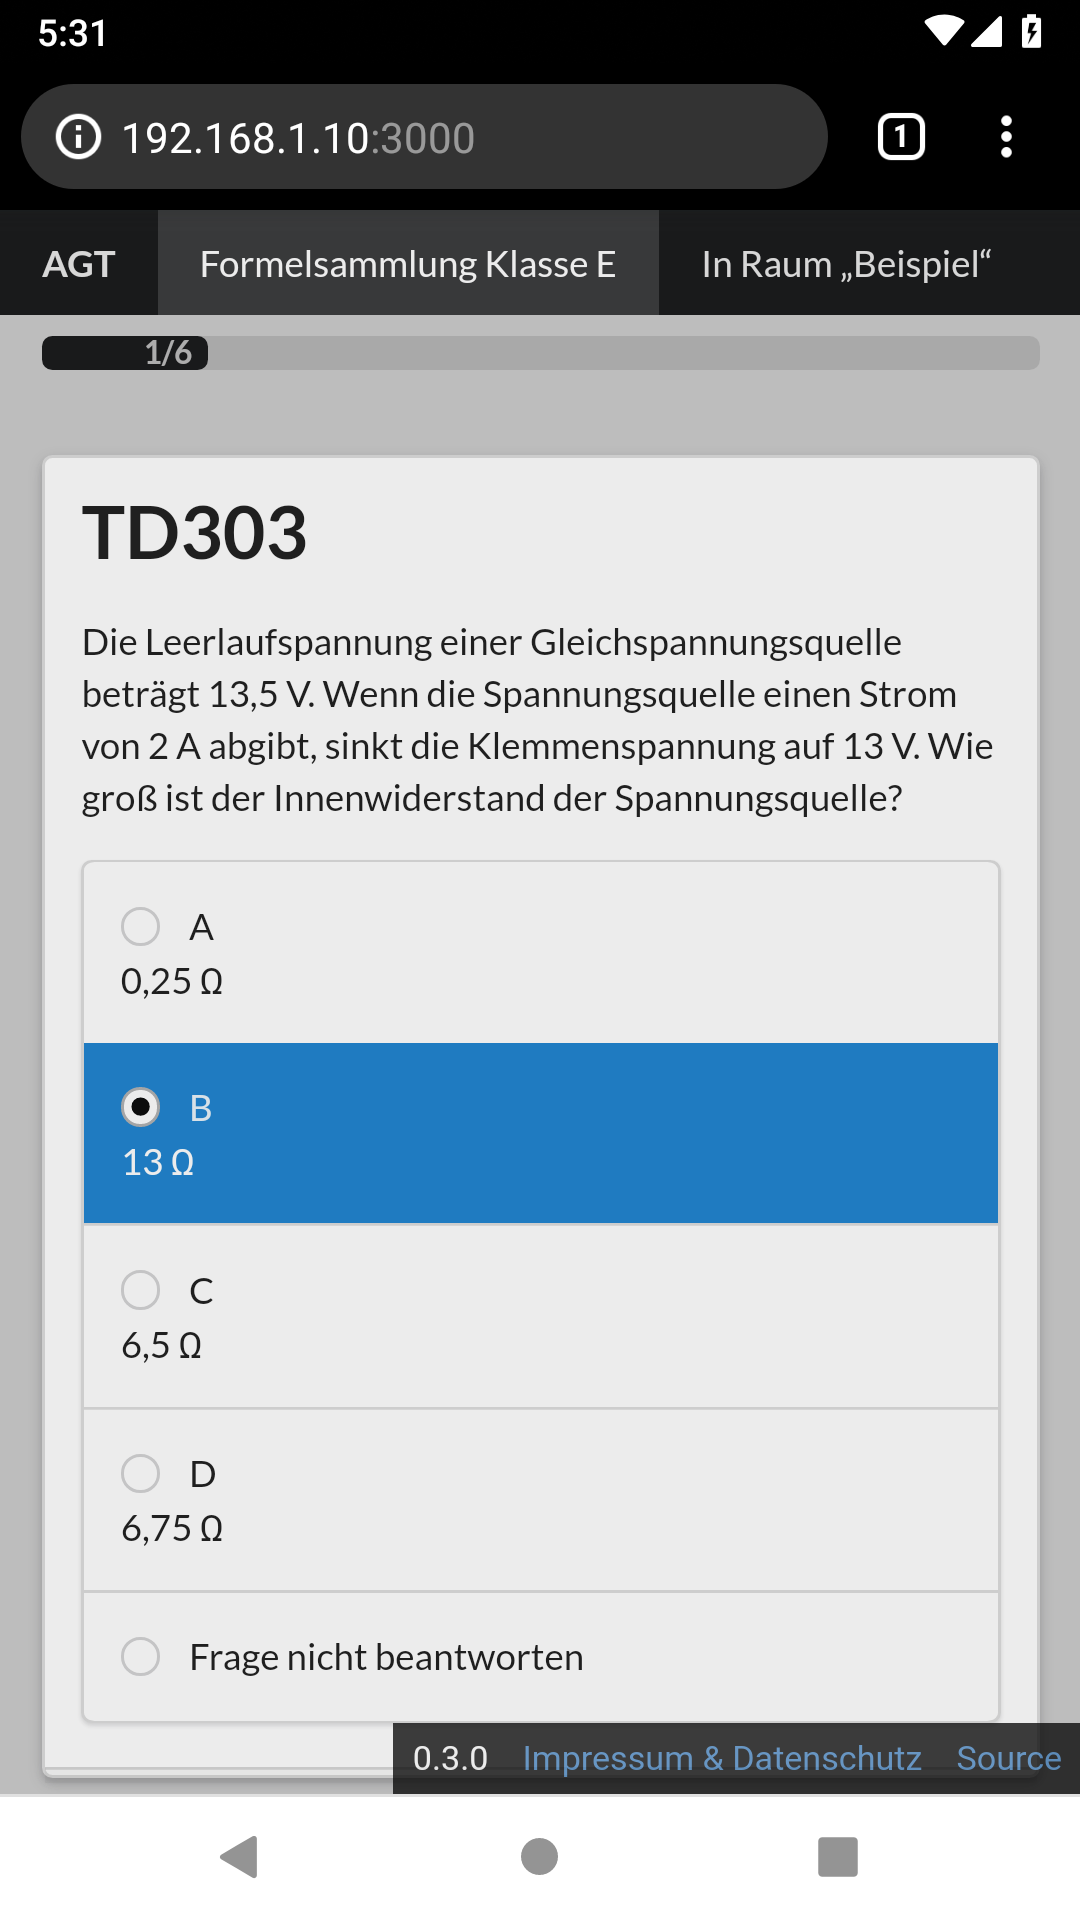 5:31
192.168.1.10:3000
1
AGT Formelsammlung Klasse E In Raum „Beispiel“
1/6
TD303
Die Leerlaufspannung einer Gleichspannungsquelle
beträgt 13,5 V. Wenn die Spannungsquelle einen Strom
von 2 A abgibt, sinkt die Klemmenspannung auf 13 V. Wie
groß ist der Innenwiderstand der Spannungsquelle?
A
0,25 Ω
B
13 Ω
C
6,5 Ω
D
6,75 Ω
Frage nicht beantworten
0.3.0 Impressum & Datenschutz Source